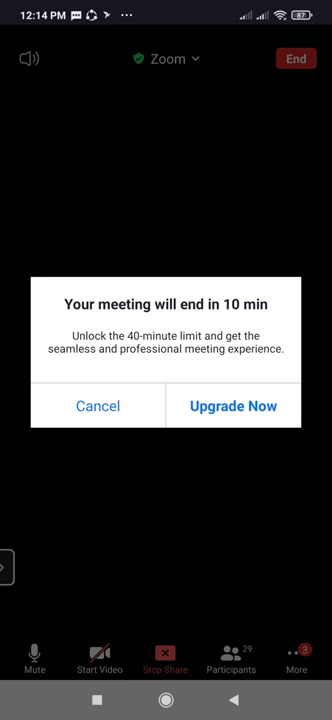 12:14 PM 87
Zoom End
Your meeting will end in 10 min
Unlock the 40-minute limit and get the
seamless and professional meeting experience.
Cancel Upgrade Now
29 3
Mute Start Video Stop Share Participants More